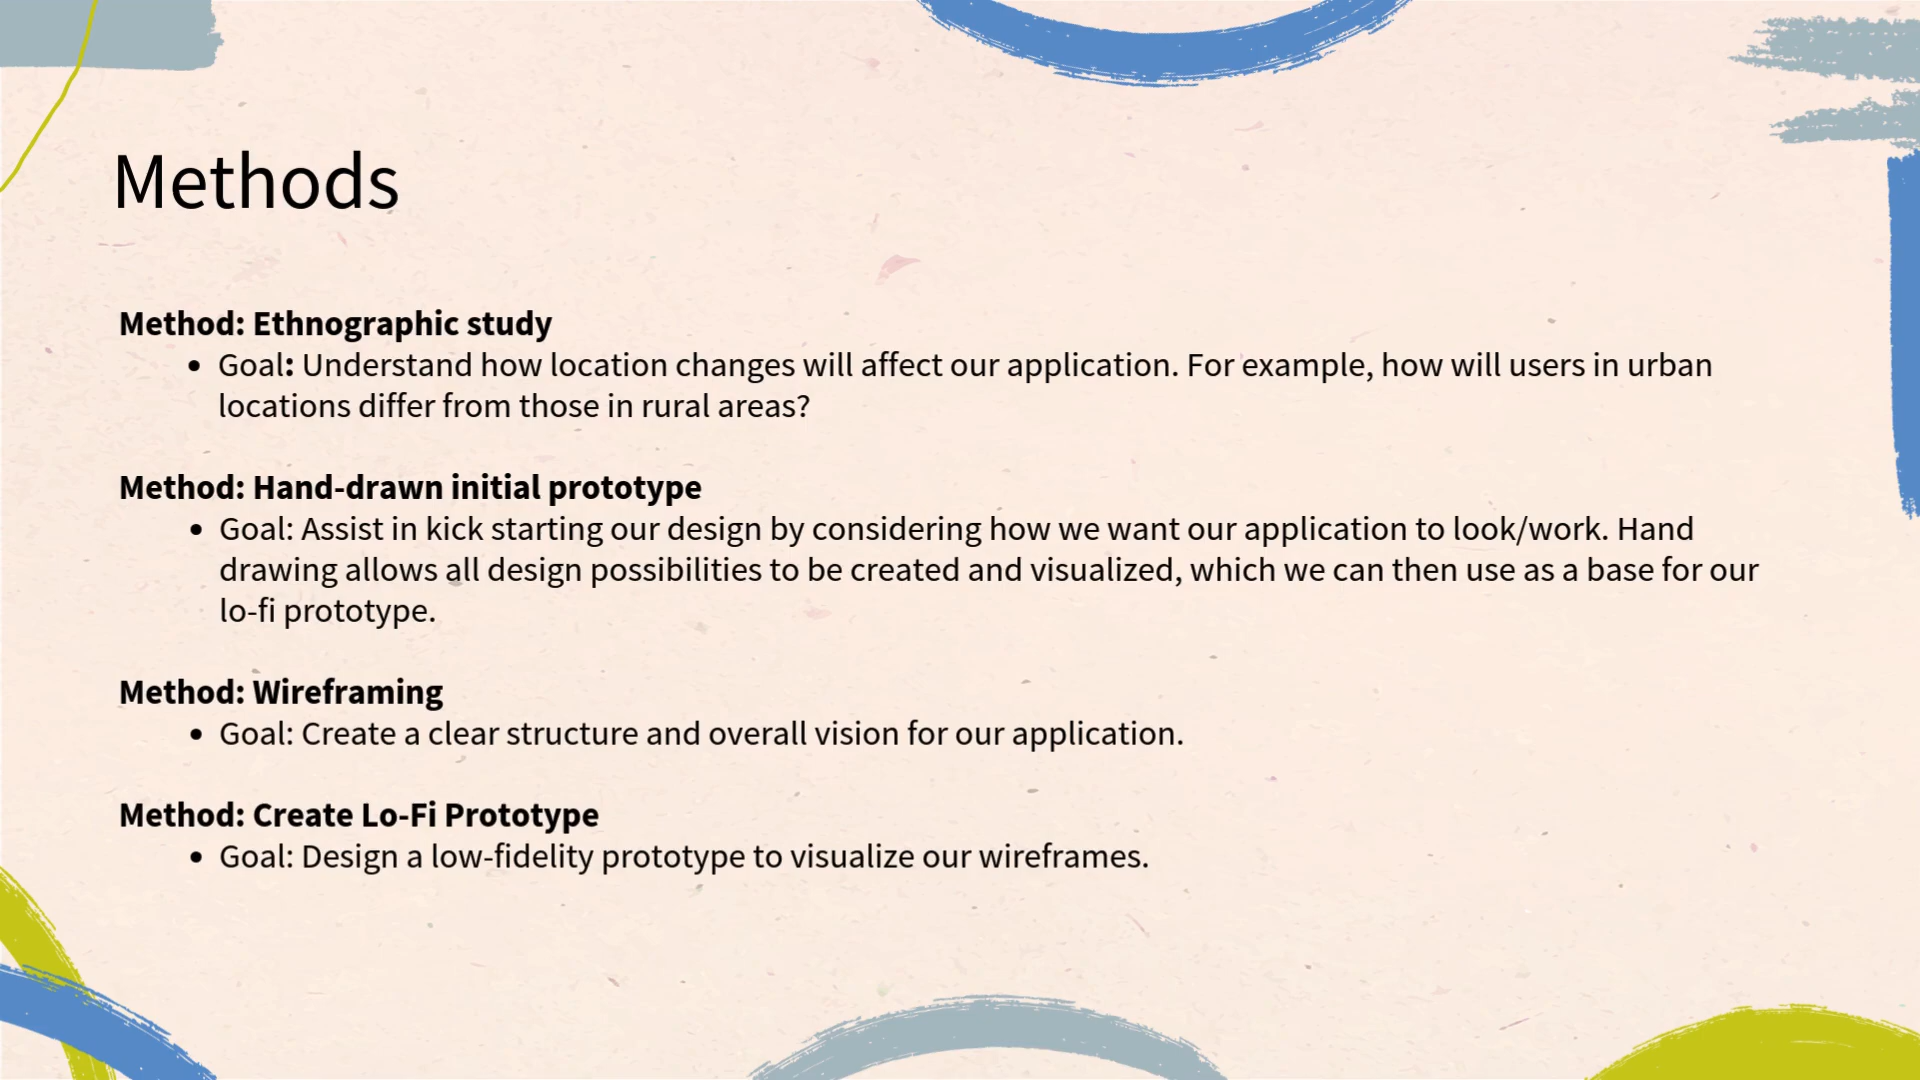 Methods
Method: Ethnographic study
• Goal: Understand how location changes will affect our application. For example, how will users in urban
locations differ from those in rural areas?
Method: Hand-drawn initial prototype
• Goal: Assist in kick starting our design by considering how we want our application to look/work. Hand
drawing allows all design possibilities to be created and visualized, which we can then use as a base for our
lo-fi prototype.
Method: Wireframing
• Goal: Create a clear structure and overall vision for our application.
Method: Create Lo-Fi Prototype
• Goal: Design a low-fidelity prototype to visualize our wireframes.